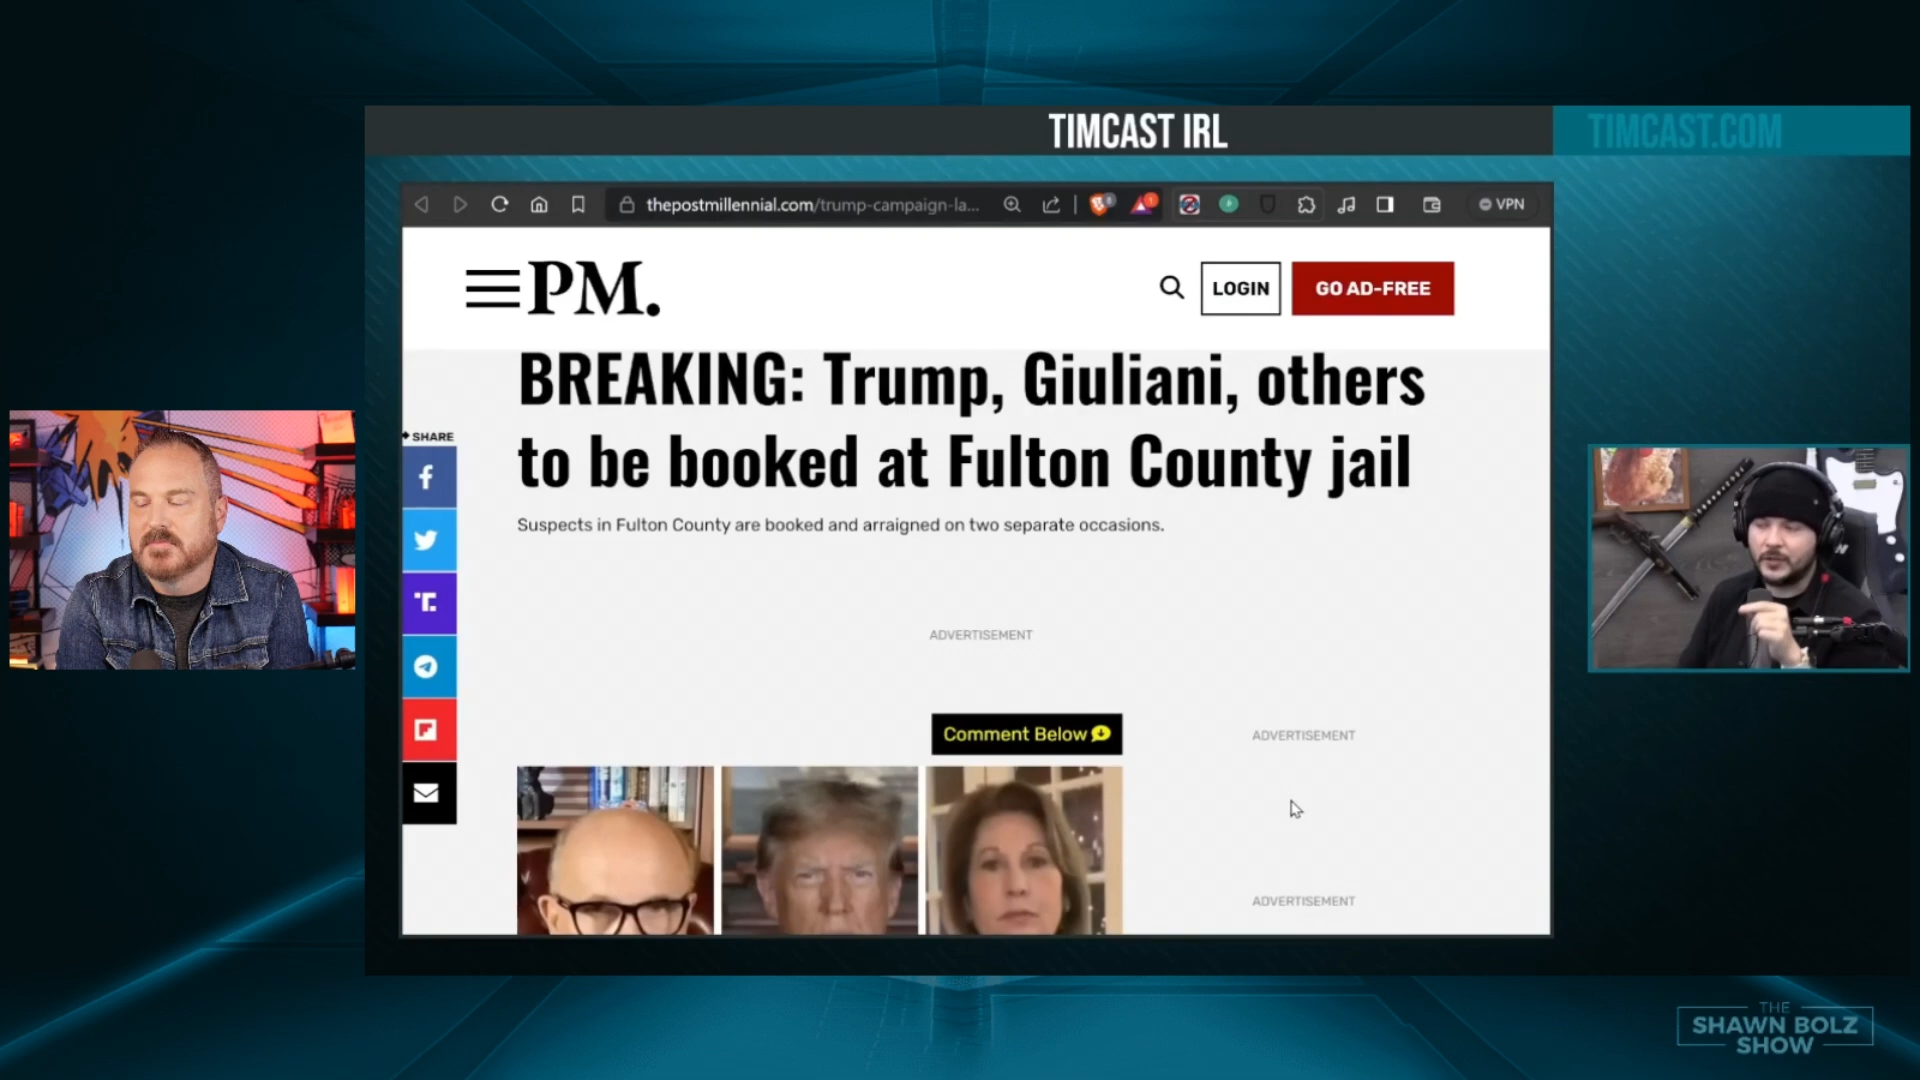 TIMCAST IRL
TIMCAST.COM
thepostmillennial.com/trump-campaign-la...
VPN
PM.
LOGIN
GO AD-FREE
BREAKING: Trump, Giuliani, others
to be booked at Fulton County jail
SHARE
Suspects in Fulton County are booked and arraigned on two separate occasions.
ADVERTISEMENT
Comment Below
ADVERTISEMENT
ADVERTISEMENT
THE
SHAWN BOLZ
SHOW